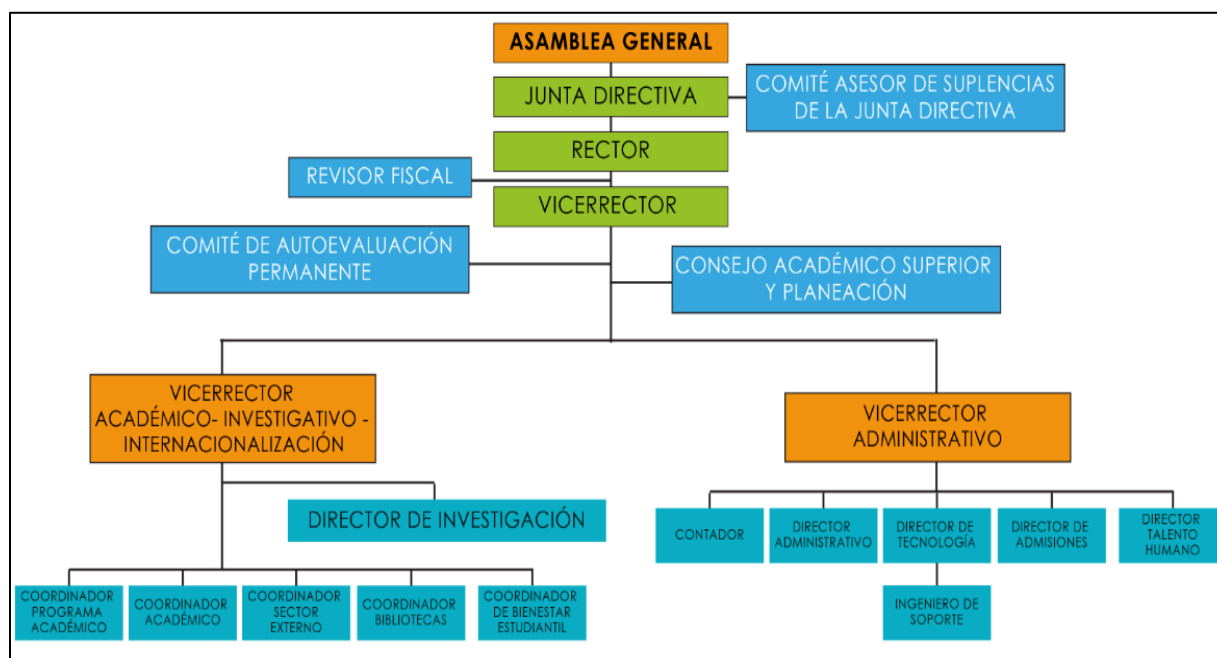 ASAMBLEA GENERAL
JUNTA DIRECTIVA
COMITÉ ASESOR DE SUPLENCIAS
DE LA JUNTA DIRECTIVA
RECTOR
REVISOR FISCAL
VICERRECTOR
COMITÉ DE AUTOEVALUACIÓN
PERMANENTE
CONSEJO ACADÉMICO SUPERIOR
Y PLANEACIÓN
VICERRECTOR
ACADÉMICO- INVESTIGATIVO -
INTERNACIONALIZACIÓN
VICERRECTOR
ADMINISTRATIVO
DIRECTOR DE INVESTIGACIÓN
CONTADOR
DIRECTOR
ADMINISTRATIVO
DIRECTOR DE
TECNOLOGÍA
DIRECTOR DE
ADMISIONES
DIRECTOR
TALENTO
HUMANO
COORDINADOR
PROGRAMA
ACADÉMICO
COORDINADOR
ACADÉMICO
COORDINADOR
SECTOR
EXTERNO
COORDINADOR
BIBLIOTECAS
COORDINADOR
DE BIENESTAR
ESTUDIANTIL
INGENIERO DE
SOPORTE